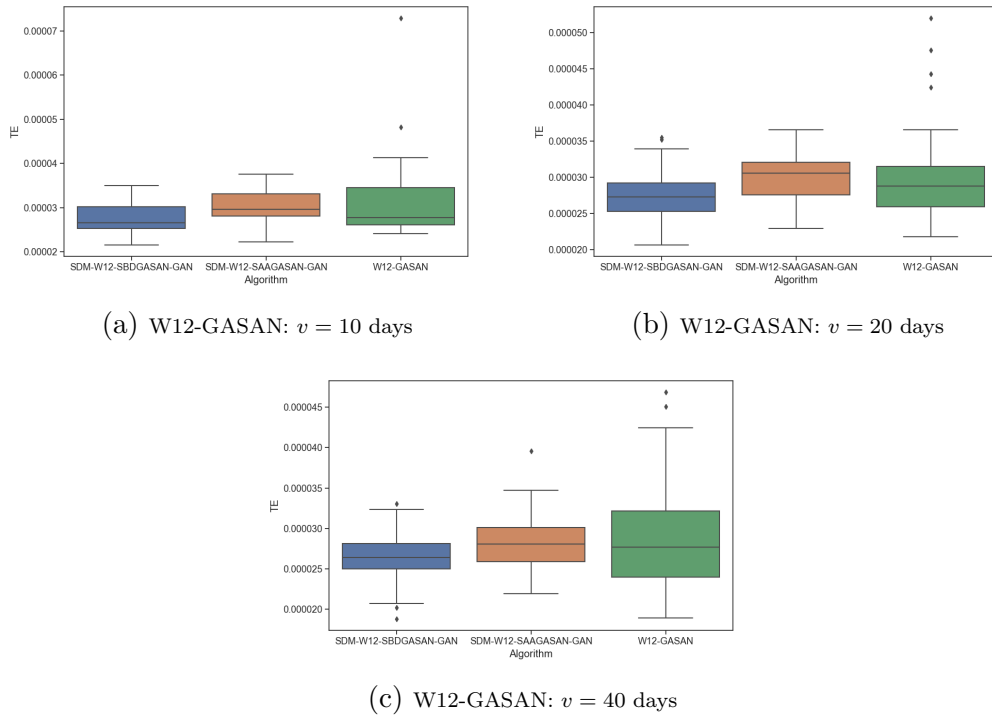 0.00007
0.00006
0.00005
0.00004
0.00003
0.00002
TE
SDM-W12-SBDGASAN-GAN SDM-W12-SAAGASAN-GAN W12-GASAN
Algorithm
(a) W12-GASAN: v = 10 days
0.000050
0.000045
0.000040
0.000035
0.000030
0.000025
0.000020
TE
SDM-W12-SBDGASAN-GAN SDM-W12-SAAGASAN-GAN W12-GASAN
Algorithm
(b) W12-GASAN: v = 20 days
0.000045
0.000040
0.000035
0.000030
0.000025
0.000020
TE
SDM-W12-SBDGASAN-GAN SDM-W12-SAAGASAN-GAN W12-GASAN
Algorithm
(c) W12-GASAN: v = 40 days